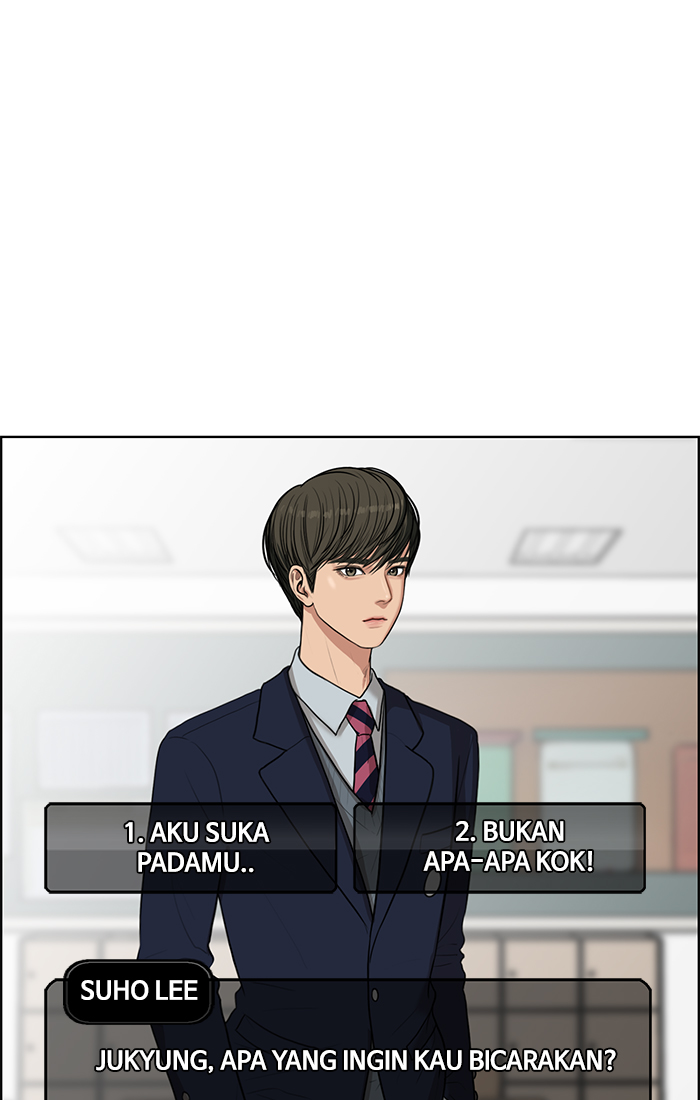 1. AKU SUKA
PADAMU..
2. BUKAN
APA-APA KOK!
SUHO LEE
JUKYUNG, APA YANG INGIN KAU BICARAKAN?